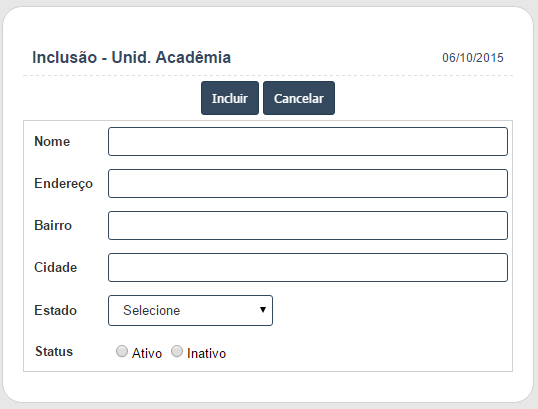 Inclusão - Unid. Acadêmia 06/10/2015
Incluir Cancelar
Nome
Endereço
Bairro
Cidade
Estado Selecione
Status Ativo Inativo